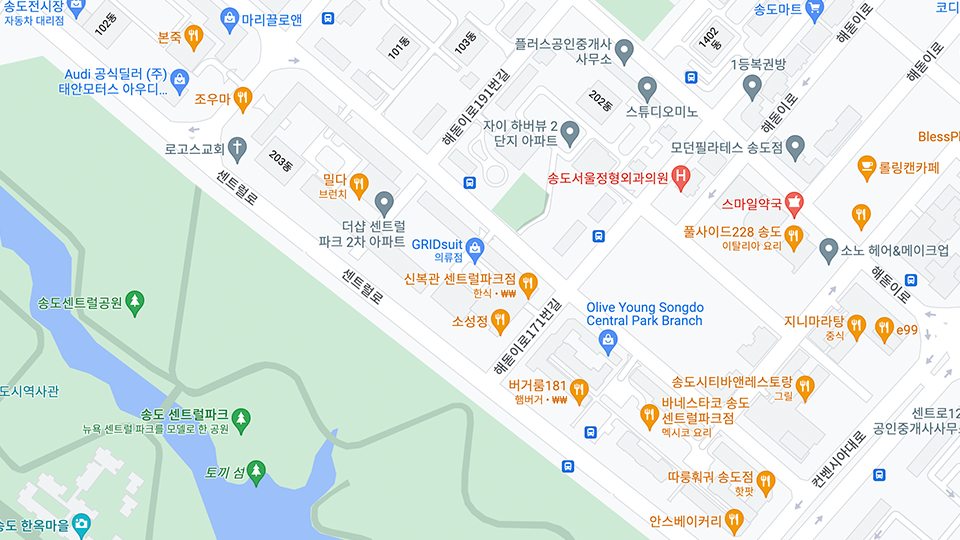 송도전시장
자동차 대리점
102동
마리끌로앤
본죽
101동
103동
플러스공인중개사
사무소
1402동
송도마트
해돋이로
코디
해돋이로
Audi 공식딜러 (주)
태안모터스 아우디...
조우마
해돋이로191번길
202동
스튜디오미노
1등복권방
해돋이로
자이 하버뷰 2
단지 아파트
모던필라테스 송도점
BlessPl
로고스교회
203동
센트럴로
밀다
브런치
송도서울정형외과의원
롤링캔카페
스마일약국
더샵 센트럴
파크 2차 아파트
GRIDsuit
의류점
풀사이드228 송도
이탈리아 요리
소노 헤어&메이크업
해돋이로
센트럴로
신복관 센트럴파크점
한식 • ₩₩
송도센트럴공원
소성정
해돋이로171번길
Olive Young Songdo
Central Park Branch
지니마라탕
중식
e99
도시역사관
버거룸181
햄버거 • ₩₩
송도시티바앤레스토랑
그릴
송도 센트럴파크
뉴욕 센트럴 파크를 모델로 한 공원
바네스타코 송도
센트럴파크점
멕시코 요리
센트로12
공인중개사사무소
컨벤시아대로
토끼 섬
따릉훠궈 송도점
핫팟
송도 한옥마을
안스베이커리